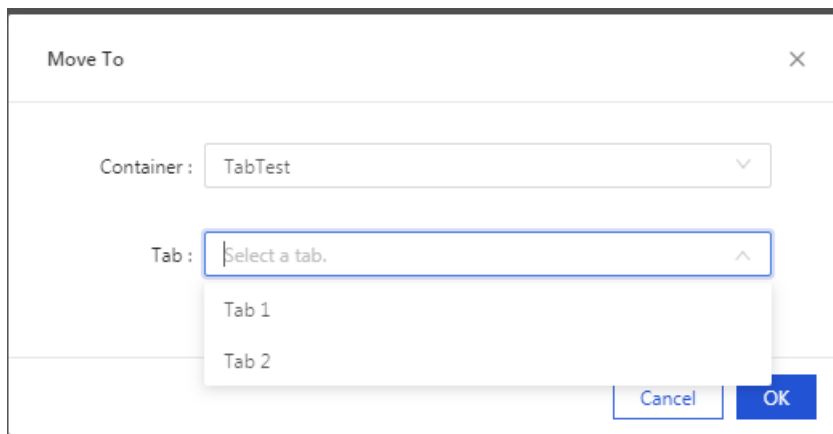 Move To
Container : TabTest
Tab : Select a tab.
Tab 1
Tab 2
Cancel OK